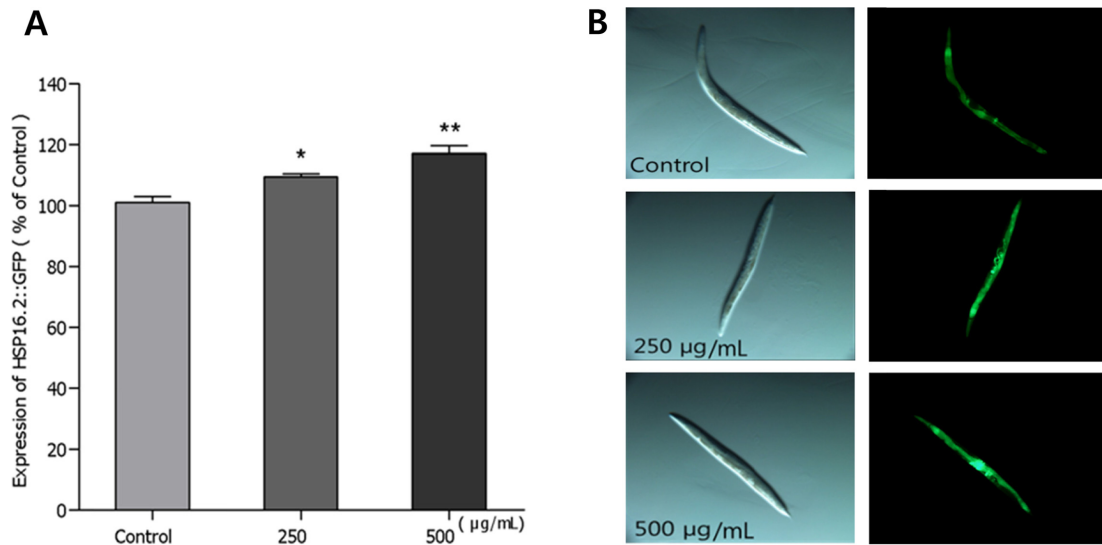 A
Expression of HSP16.2::GFP ( % of Control )
140
120
100
80
60
40
20
0
*
**
Control
250
500
( µg/mL)
B
Control
250 µg/mL
500 µg/mL